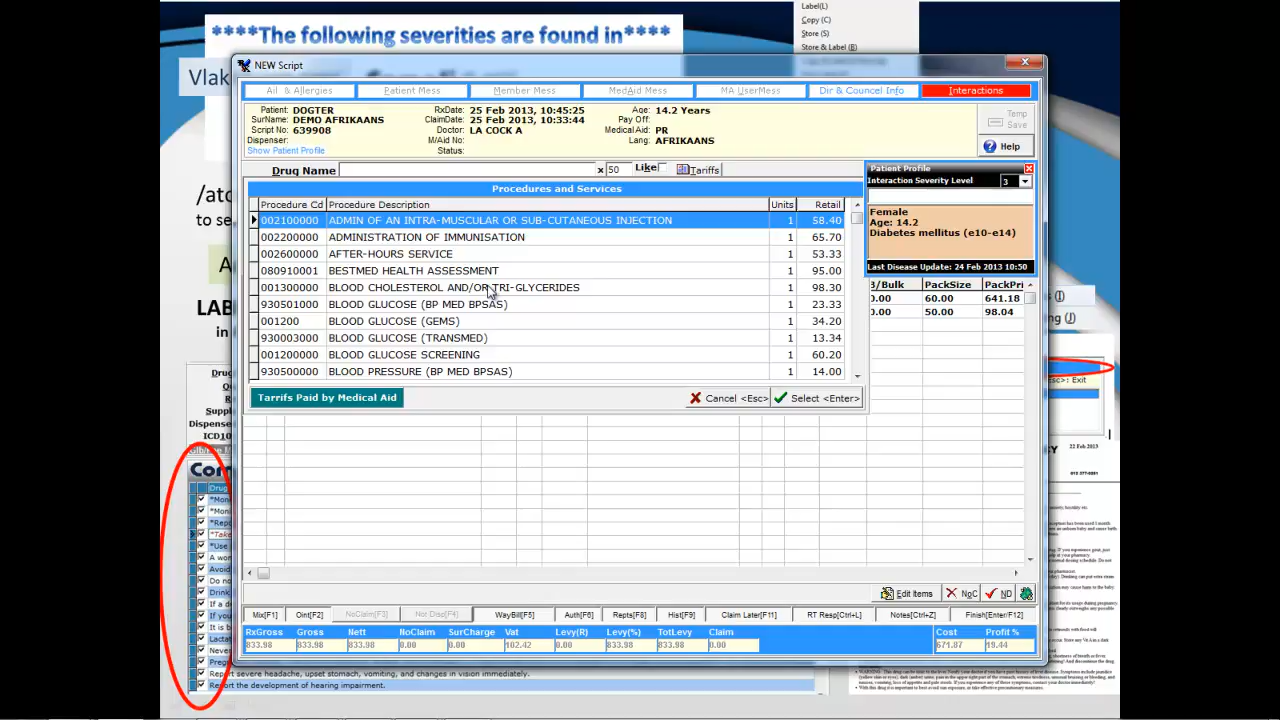 ****The following severities are found in****
Label(L)
Copy (C)
Store (S)
Store & Label (B)
Vlak
NEW Script
Ail & Allergies
Patient Mess
Member Mess
MedAid Mess
MA UserMess
Dir & Councel Info
Interactions
Patient: DOGTER
RxDate: 25 Feb 2013, 10:45:25
Age: 14.2 Years
SurName: DEMO AFRIKAANS
ClaimDate: 25 Feb 2013, 10:33:44
Pay Off:
Script No: 639908
Doctor: LA COCK A
Medical Aid: PR
Dispenser:
M/Aid No:
Lang: AFRIKAANS
Show Patient Profile
Status:
Temp Save
Help
Drug Name
x 50
Like
Tariffs
Procedures and Services
Procedure Cd Procedure Description Units Retail
002100000 ADMIN OF AN INTRA-MUSCULAR OR SUB-CUTANEOUS INJECTION 1 58.40
002200000 ADMINISTRATION OF IMMUNISATION 1 65.70
002600000 AFTER-HOURS SERVICE 1 53.33
080910001 BESTMED HEALTH ASSESSMENT 1 95.00
001300000 BLOOD CHOLESTEROL AND/OR TRI-GLYCERIDES 1 98.30
930501000 BLOOD GLUCOSE (BP MED BPSAS) 1 23.33
001200 BLOOD GLUCOSE (GEMS) 1 34.20
930003000 BLOOD GLUCOSE (TRANSMED) 1 13.34
001200000 BLOOD GLUCOSE SCREENING 1 60.20
930500000 BLOOD PRESSURE (BP MED BPSAS) 1 14.00
Tarrifs Paid by Medical Aid
Cancel <Esc>
Select <Enter>
Patient Profile
Interaction Severity Level 3
Female
Age: 14.2
Diabetes mellitus (e10-e14)
Last Disease Update: 24 Feb 2013 10:50
/Bulk PackSize PackPri
0.00 60.00 641.18
0.00 50.00 98.04
Edit Items
NoC
ND
Mix[F1]
Oint[F2]
NoClaim[F3]
Nor.Disc[F4]
WayBill[F5]
Auth[F6]
Repts[F8]
Hist[F9]
Claim Later[F11]
RT Resp[Ctrl+L]
Notes[Ctrl+Z]
Finish[Enter/F12]
RxGross Gross Nett NoClaim SurCharge Vat Levy(R) Levy(%) TotLevy Claim Cost Profit %
833.98 833.98 833.98 0.00 0.00 102.42 0.00 833.98 833.98 0.00 671.87 19.44
/ato
to se
A
LAB
in
Com
Report severe headache, upset stomach, vomiting, and changes in vision immediately.
Report the development of hearing impairment.
(I)
ng (J)
sc>: Exit
22 Feb 2013